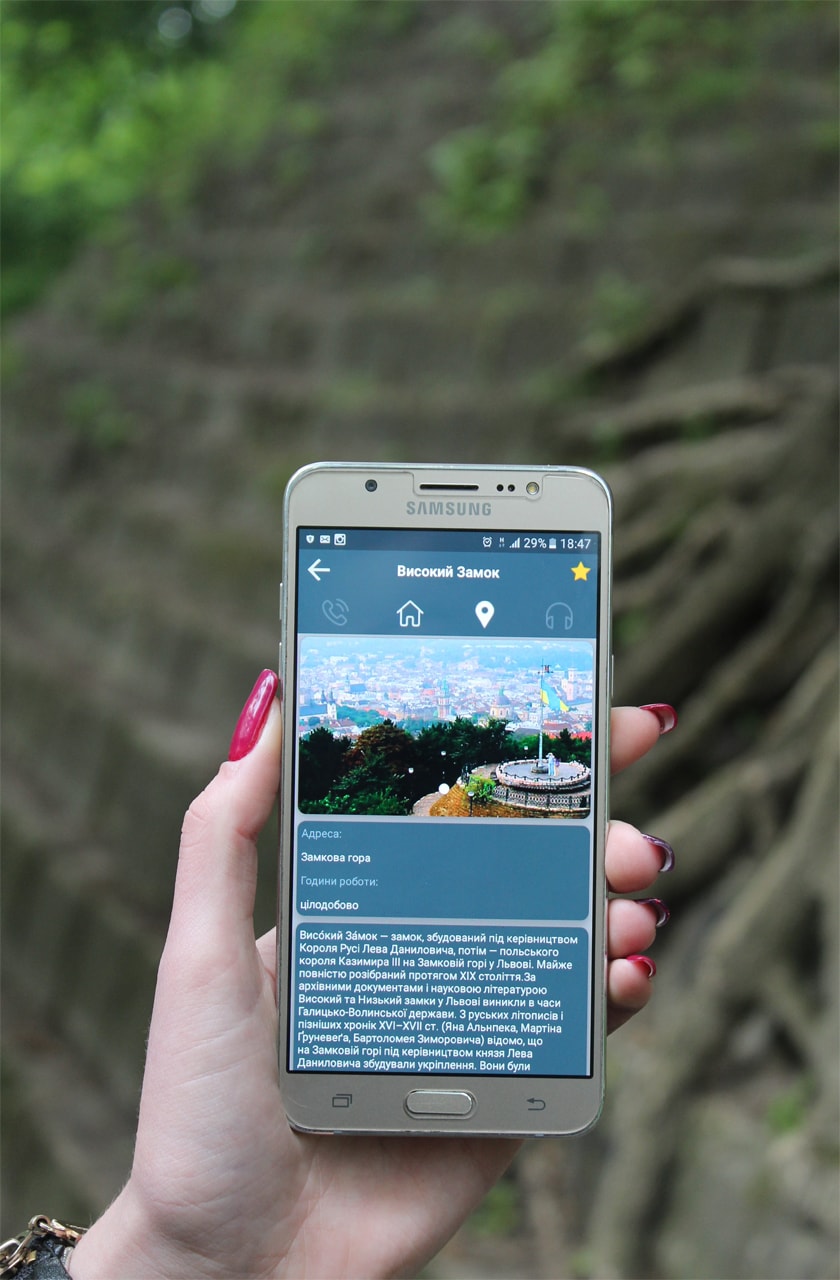 SAMSUNG
29% 18:47
Високий Замок
Адреса:
Замкова гора
Години роботи:
цілодобово
Висо́кий За́мок — замок, збудований під керівництвом
Короля Русі Лева Даниловича, потім — польського
короля Казимира III на Замковій горі у Львові. Майже
повністю розібраний протягом XIX століття.За
архівними документами і науковою літературою
Високий та Низький замки у Львові виникли в часи
Галицько-Волинської держави. З руських літописів і
пізніших хронік XVI–XVII ст. (Яна Альнпека, Мартіна
Ґруневеґа, Бартоломея Зиморовича) відомо, що
на Замковій горі під керівництвом князя Лева
Даниловича збудували укріплення. Вони були